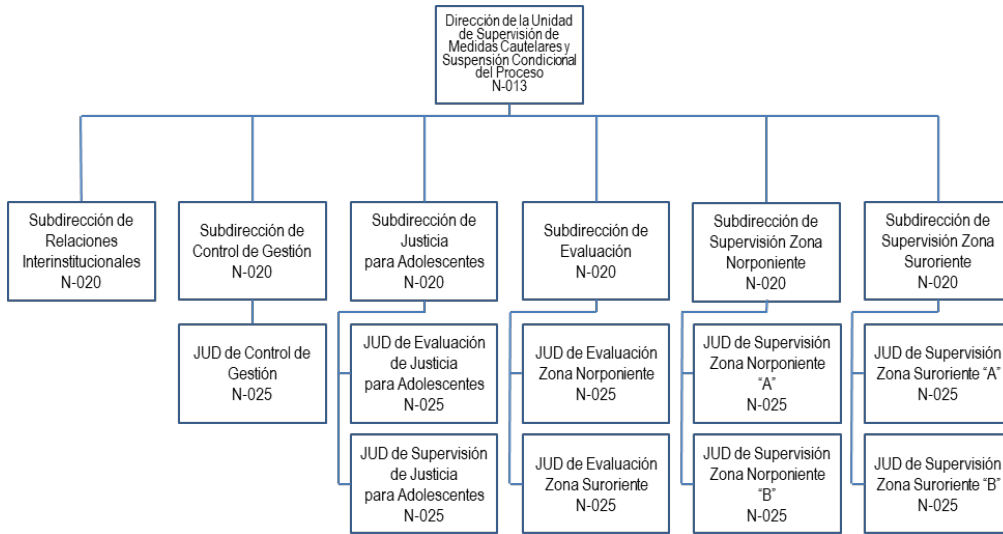 Dirección de la Unidad
de Supervisión de
Medidas Cautelares y
Suspensión Condicional
del Proceso
N-013
Subdirección de
Relaciones
Interinstitucionales
N-020
Subdirección de
Control de Gestión
N-020
Subdirección de
Justicia
para Adolescentes
N-020
Subdirección de
Evaluación
N-020
Subdirección de
Supervisión Zona
Norponiente
N-020
Subdirección de
Supervisión Zona
Suroriente
N-020
JUD de Control de
Gestión
N-025
JUD de Evaluación
de Justicia
para Adolescentes
N-025
JUD de Evaluación
Zona Norponiente
N-025
JUD de Supervisión
Zona Norponiente
“A”
N-025
JUD de Supervisión
Zona Suroriente “A”
N-025
JUD de Supervisión
de Justicia
para Adolescentes
N-025
JUD de Evaluación
Zona Suroriente
N-025
JUD de Supervisión
Zona Norponiente
“B”
N-025
JUD de Supervisión
Zona Suroriente “B”
N-025